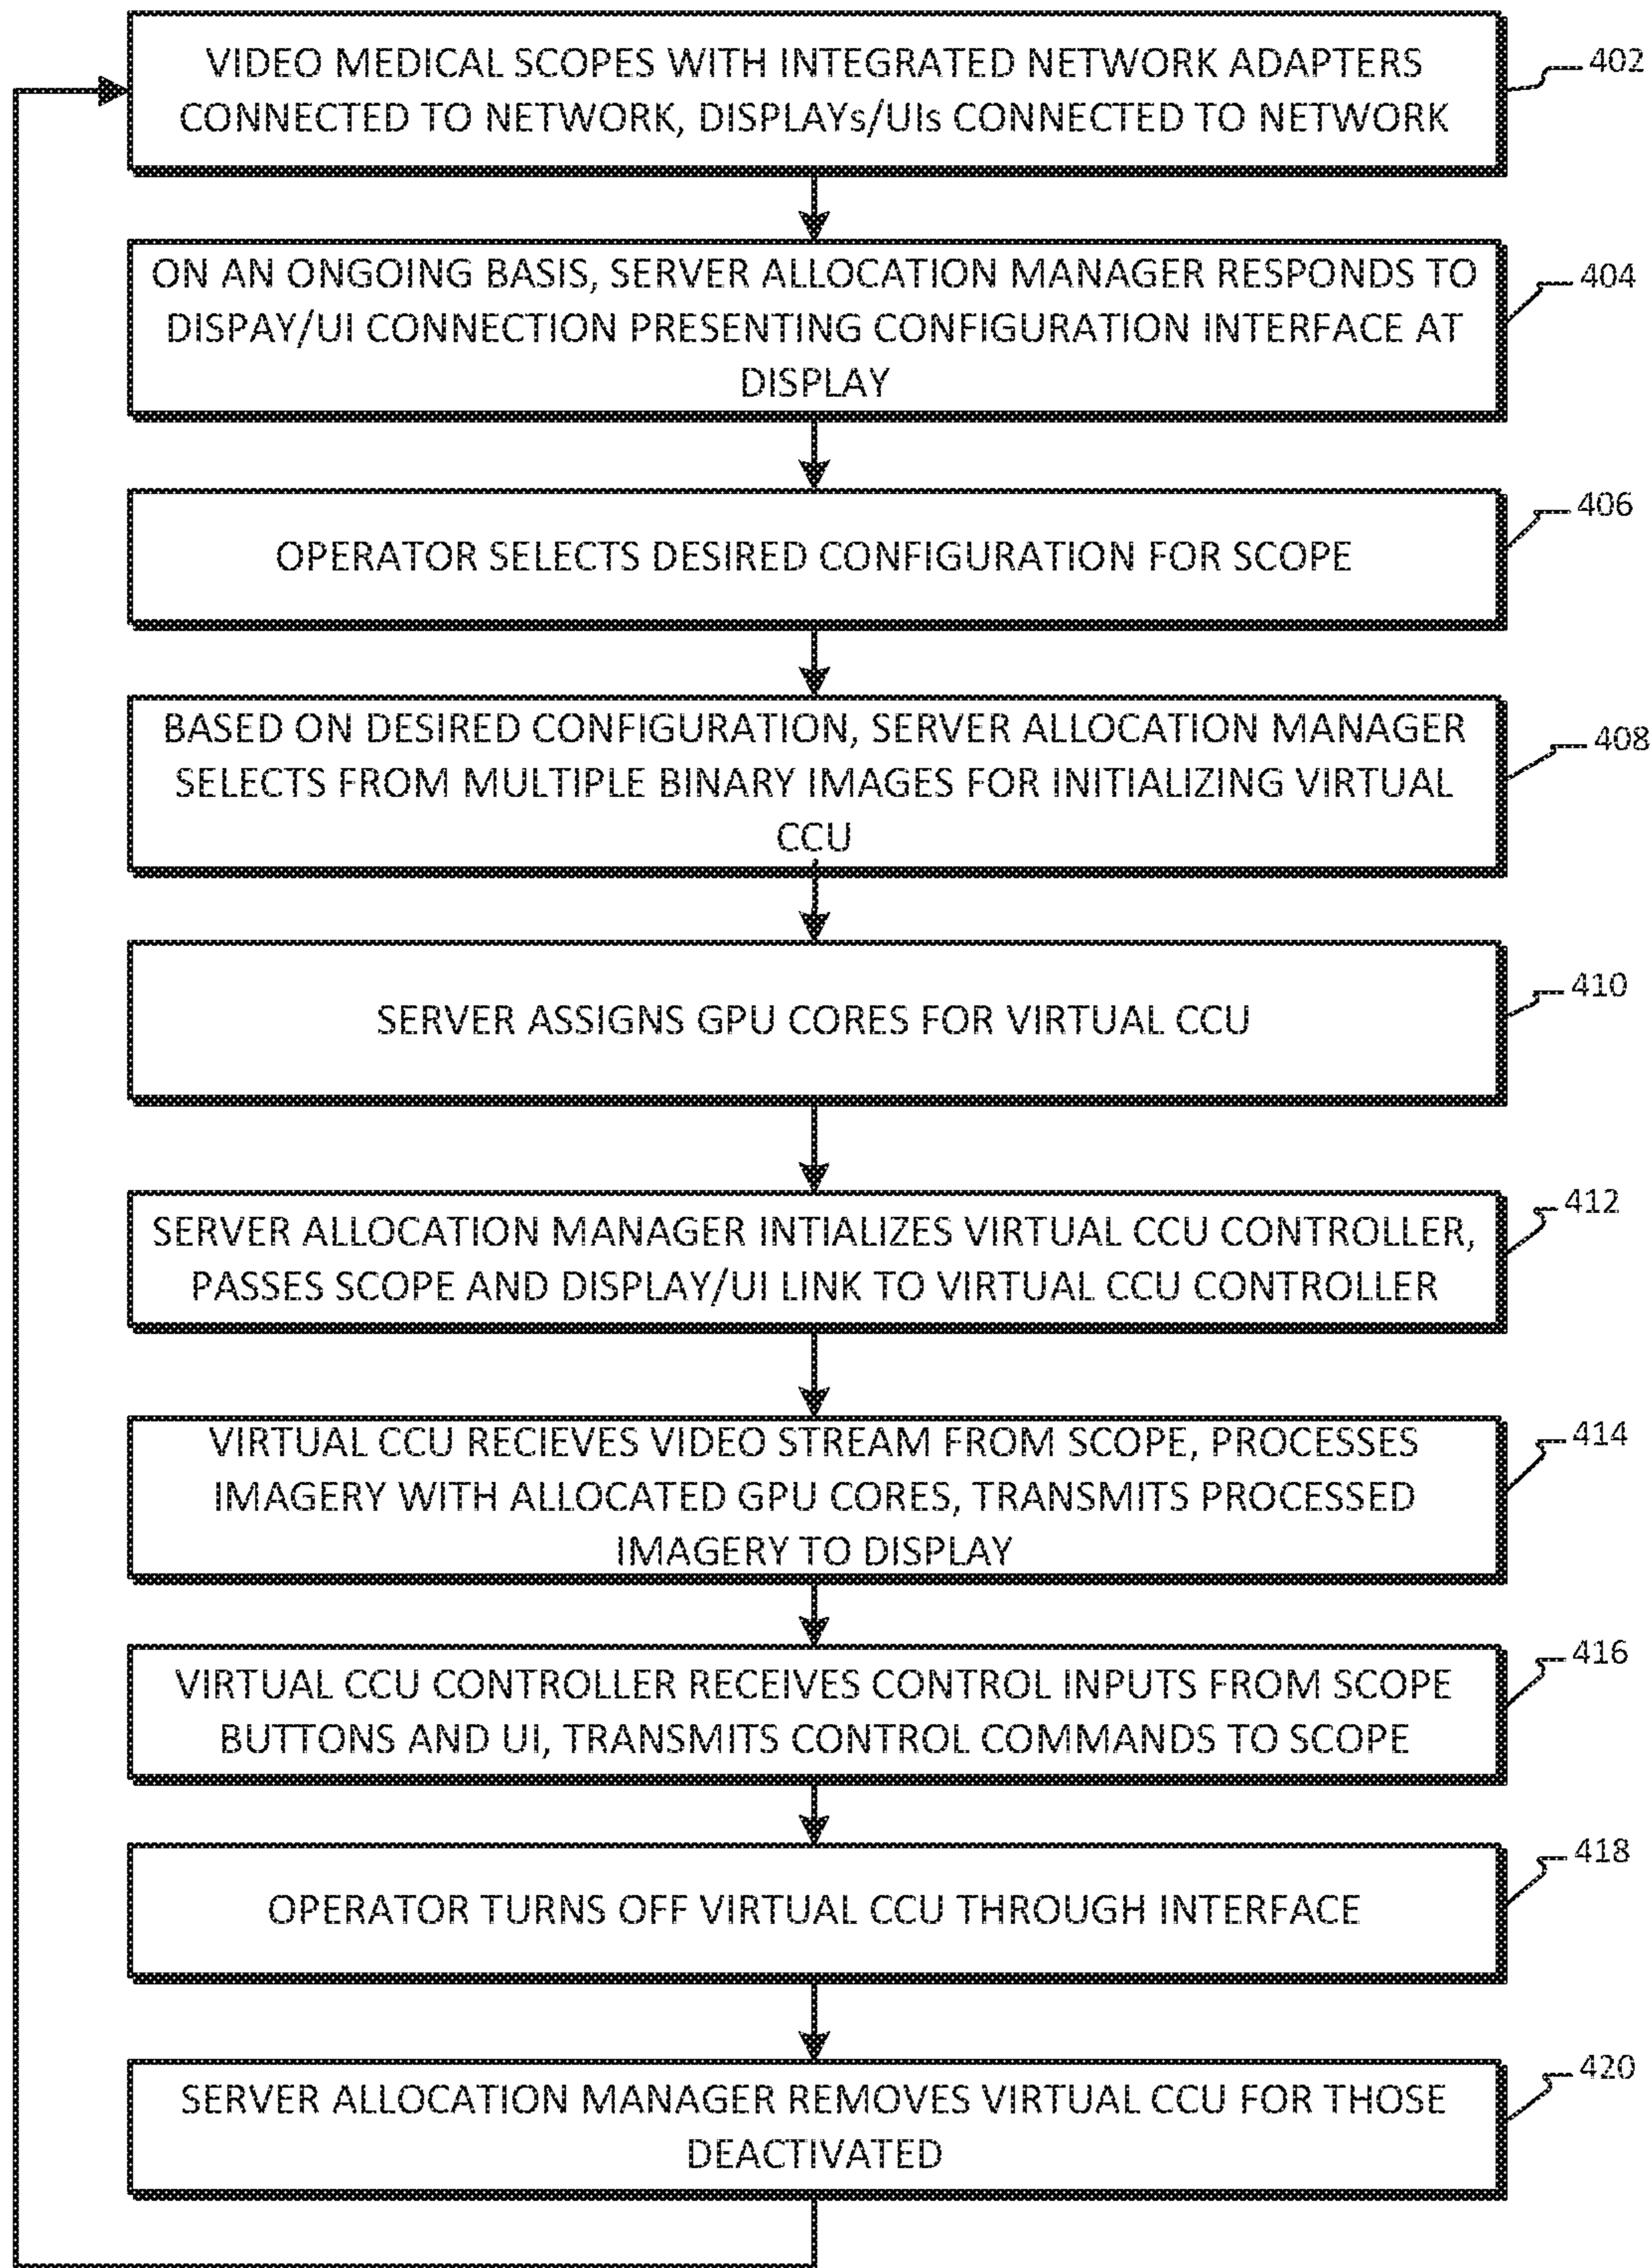 VIDEO MEDICAL SCOPES WITH INTEGRATED NETWORK ADAPTERS
CONNECTED TO NETWORK, DISPLAYs/UIs CONNECTED TO NETWORK
402
ON AN ONGOING BASIS, SERVER ALLOCATION MANAGER RESPONDS TO
DISPAY/UI CONNECTION PRESENTING CONFIGURATION INTERFACE AT
DISPLAY
404
OPERATOR SELECTS DESIRED CONFIGURATION FOR SCOPE
406
BASED ON DESIRED CONFIGURATION, SERVER ALLOCATION MANAGER
SELECTS FROM MULTIPLE BINARY IMAGES FOR INITIALIZING VIRTUAL
CCU
408
SERVER ASSIGNS GPU CORES FOR VIRTUAL CCU
410
SERVER ALLOCATION MANAGER INTIALIZES VIRTUAL CCU CONTROLLER,
PASSES SCOPE AND DISPLAY/UI LINK TO VIRTUAL CCU CONTROLLER
412
VIRTUAL CCU RECIEVES VIDEO STREAM FROM SCOPE, PROCESSES
IMAGERY WITH ALLOCATED GPU CORES, TRANSMITS PROCESSED
IMAGERY TO DISPLAY
414
VIRTUAL CCU CONTROLLER RECEIVES CONTROL INPUTS FROM SCOPE
BUTTONS AND UI, TRANSMITS CONTROL COMMANDS TO SCOPE
416
OPERATOR TURNS OFF VIRTUAL CCU THROUGH INTERFACE
418
SERVER ALLOCATION MANAGER REMOVES VIRTUAL CCU FOR THOSE
DEACTIVATED
420